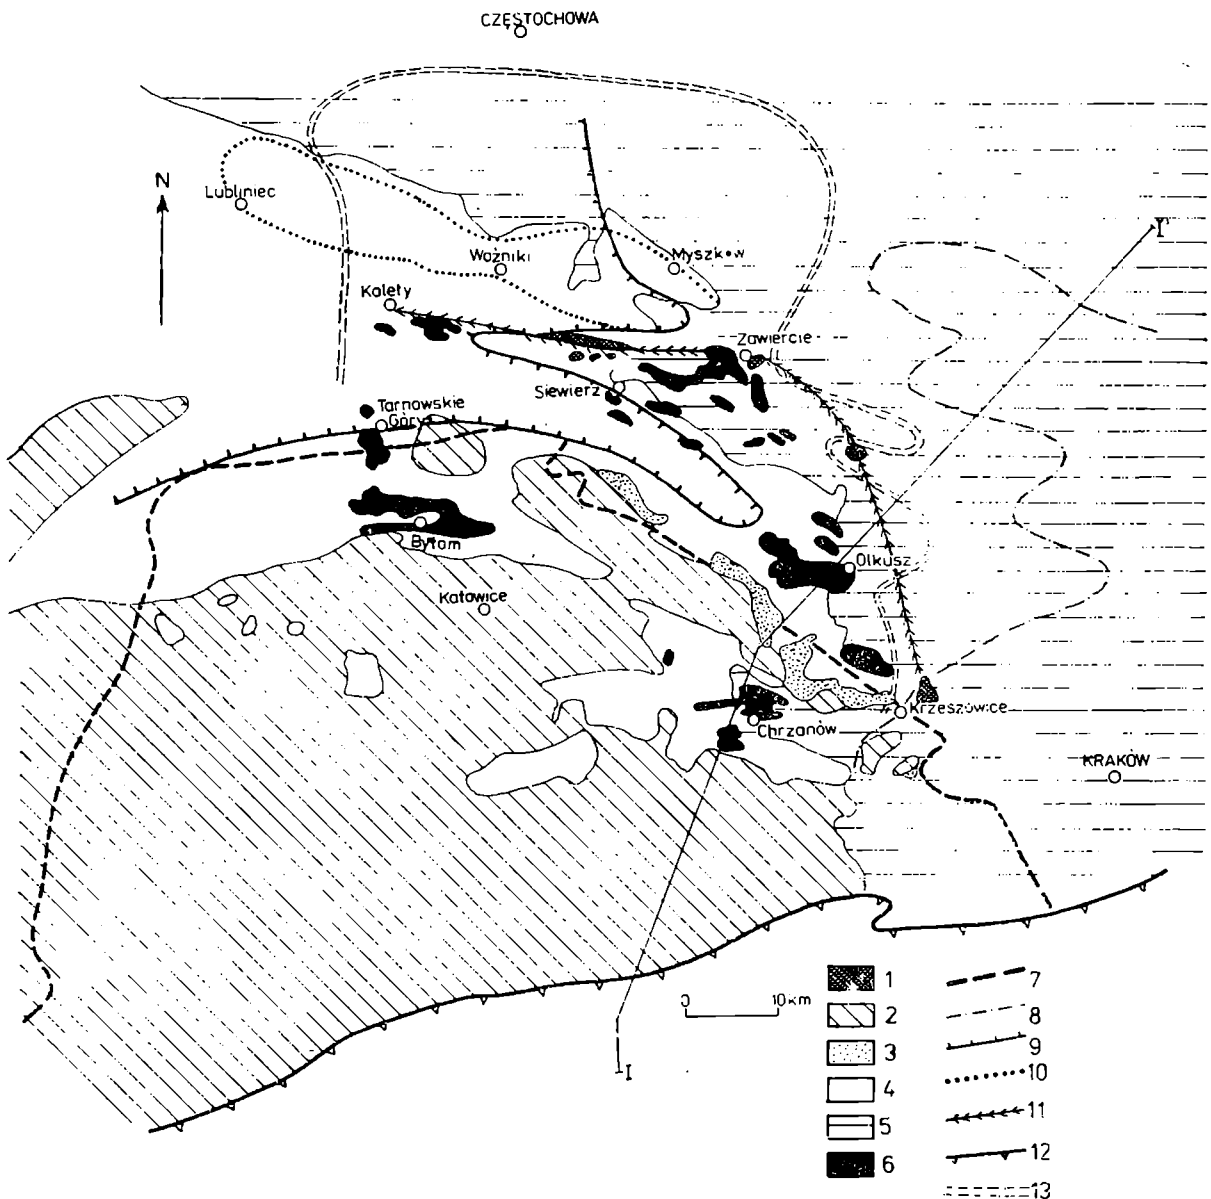 CZĘSTOCHOWA
N
Lubliniec
I'
Woźniki
Myszków
Kalety
Zawiercie
Siewierz
Tarnowskie
Góry
Bytom
Olkusz
Katowice
Krzeszowice
Chrzanów
KRAKÓW
0 10 km
I
1
2
3
4
5
6
7
8
9
10
11
12
13